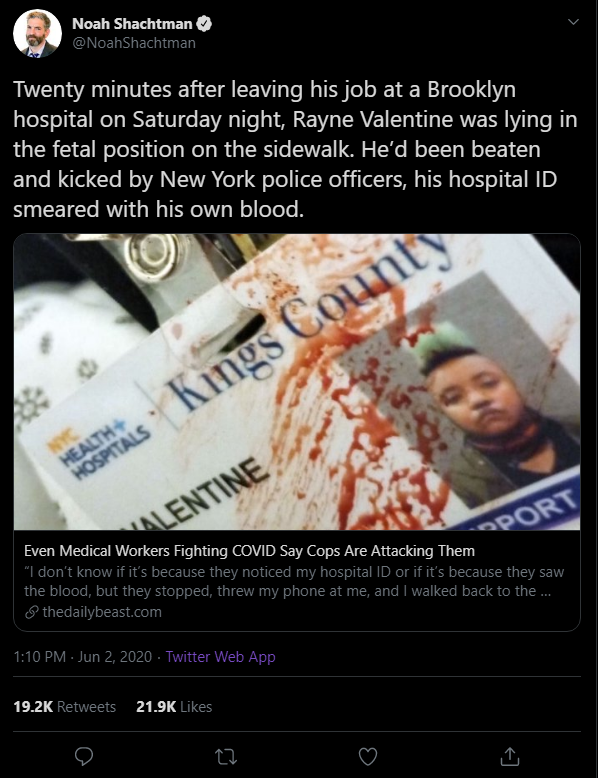 Noah Shachtman
@NoahShachtman
Twenty minutes after leaving his job at a Brooklyn
hospital on Saturday night, Rayne Valentine was lying in
the fetal position on the sidewalk. He’d been beaten
and kicked by New York police officers, his hospital ID
smeared with his own blood.
NYC
HEALTH+
HOSPITALS
Kings County
VALENTINE
PPORT
Even Medical Workers Fighting COVID Say Cops Are Attacking Them
“I don’t know if it’s because they noticed my hospital ID or if it’s because they saw
the blood, but they stopped, threw my phone at me, and I walked back to the ...
thedailybeast.com
1:10 PM · Jun 2, 2020 · Twitter Web App
19.2K Retweets 21.9K Likes